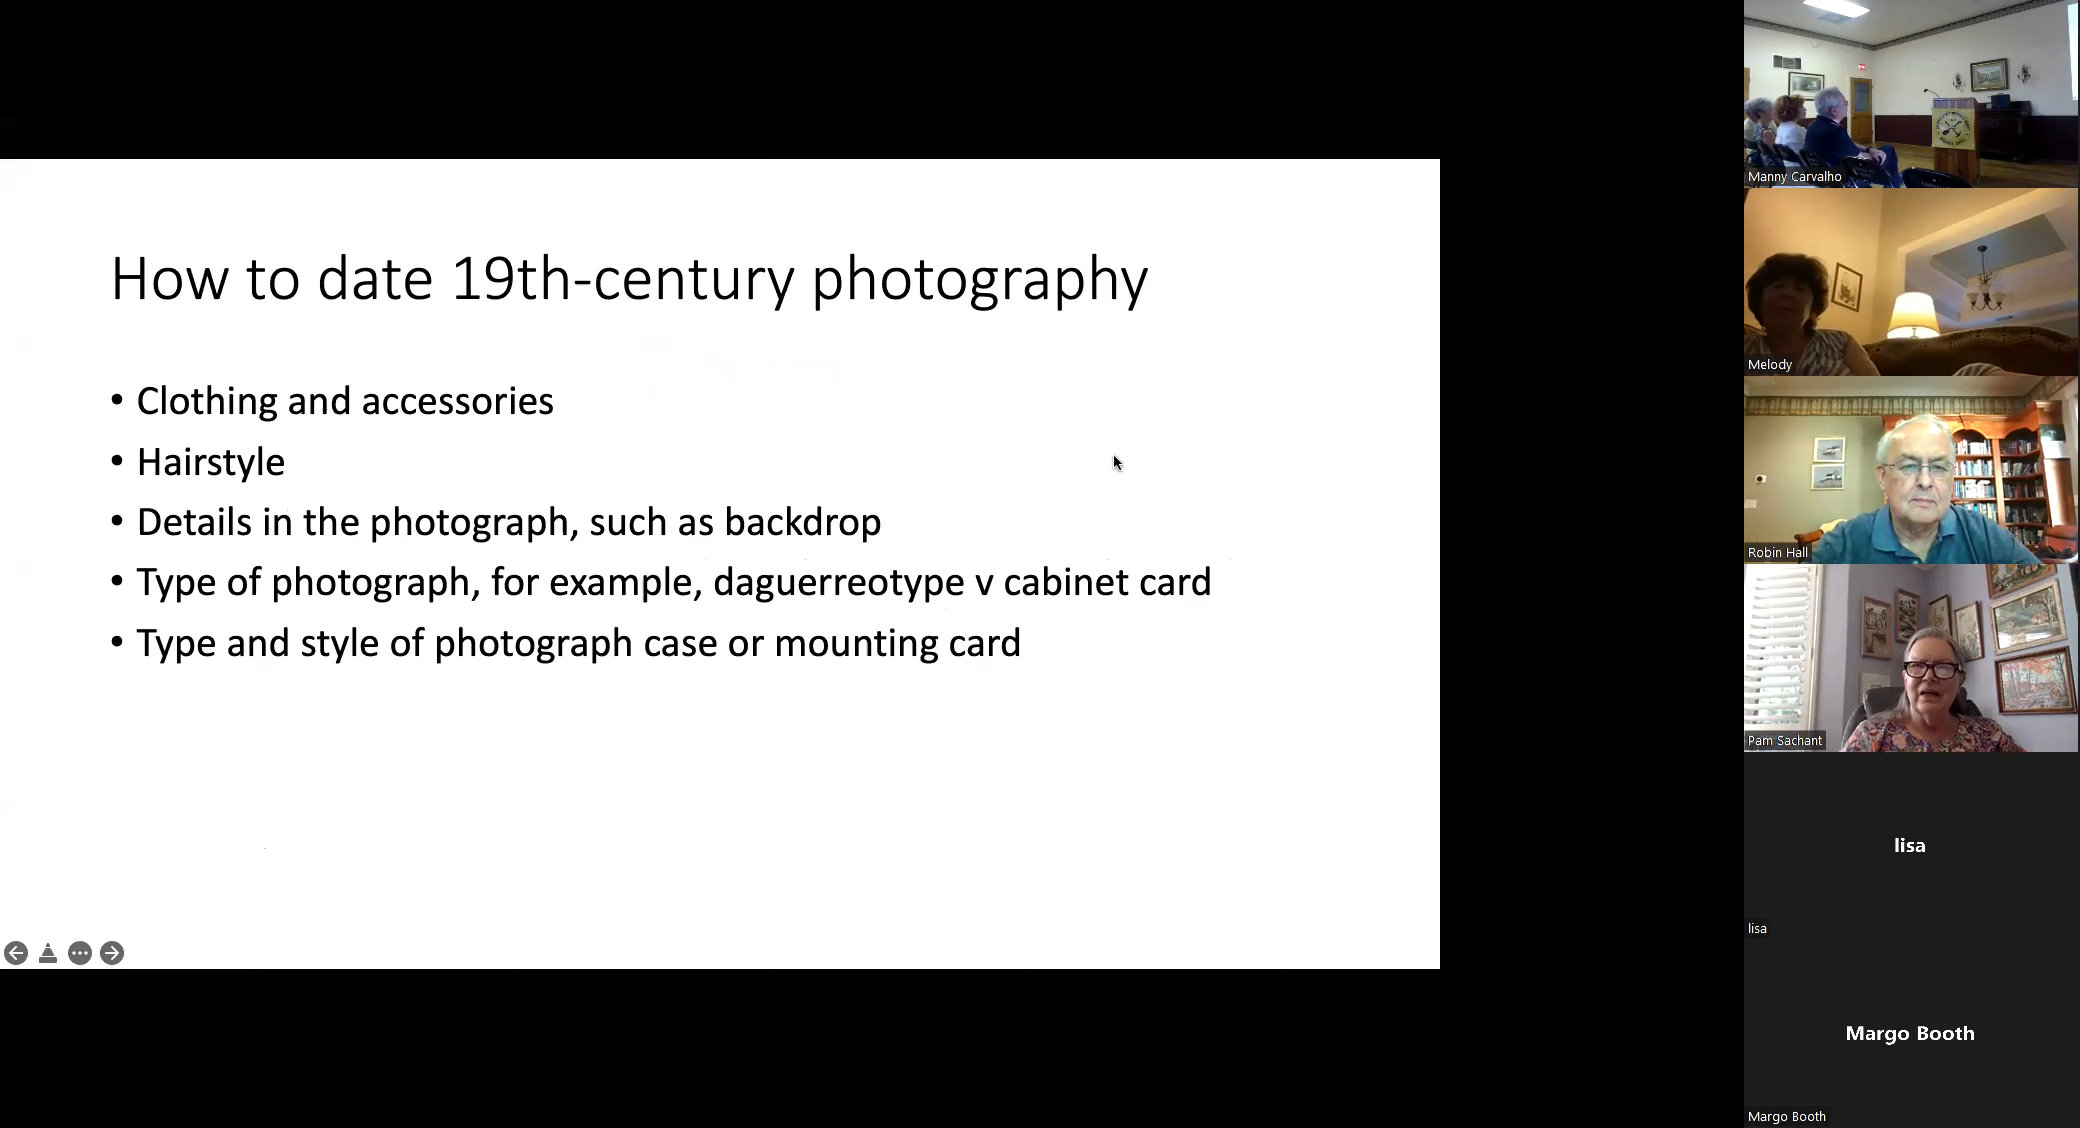 How to date 19th-century photography
• Clothing and accessories
• Hairstyle
• Details in the photograph, such as backdrop
• Type of photograph, for example, daguerreotype v cabinet card
• Type and style of photograph case or mounting card
Manny Carvalho
Melody
Robin Hall
Pam Sachant
lisa
lisa
Margo Booth
Margo Booth